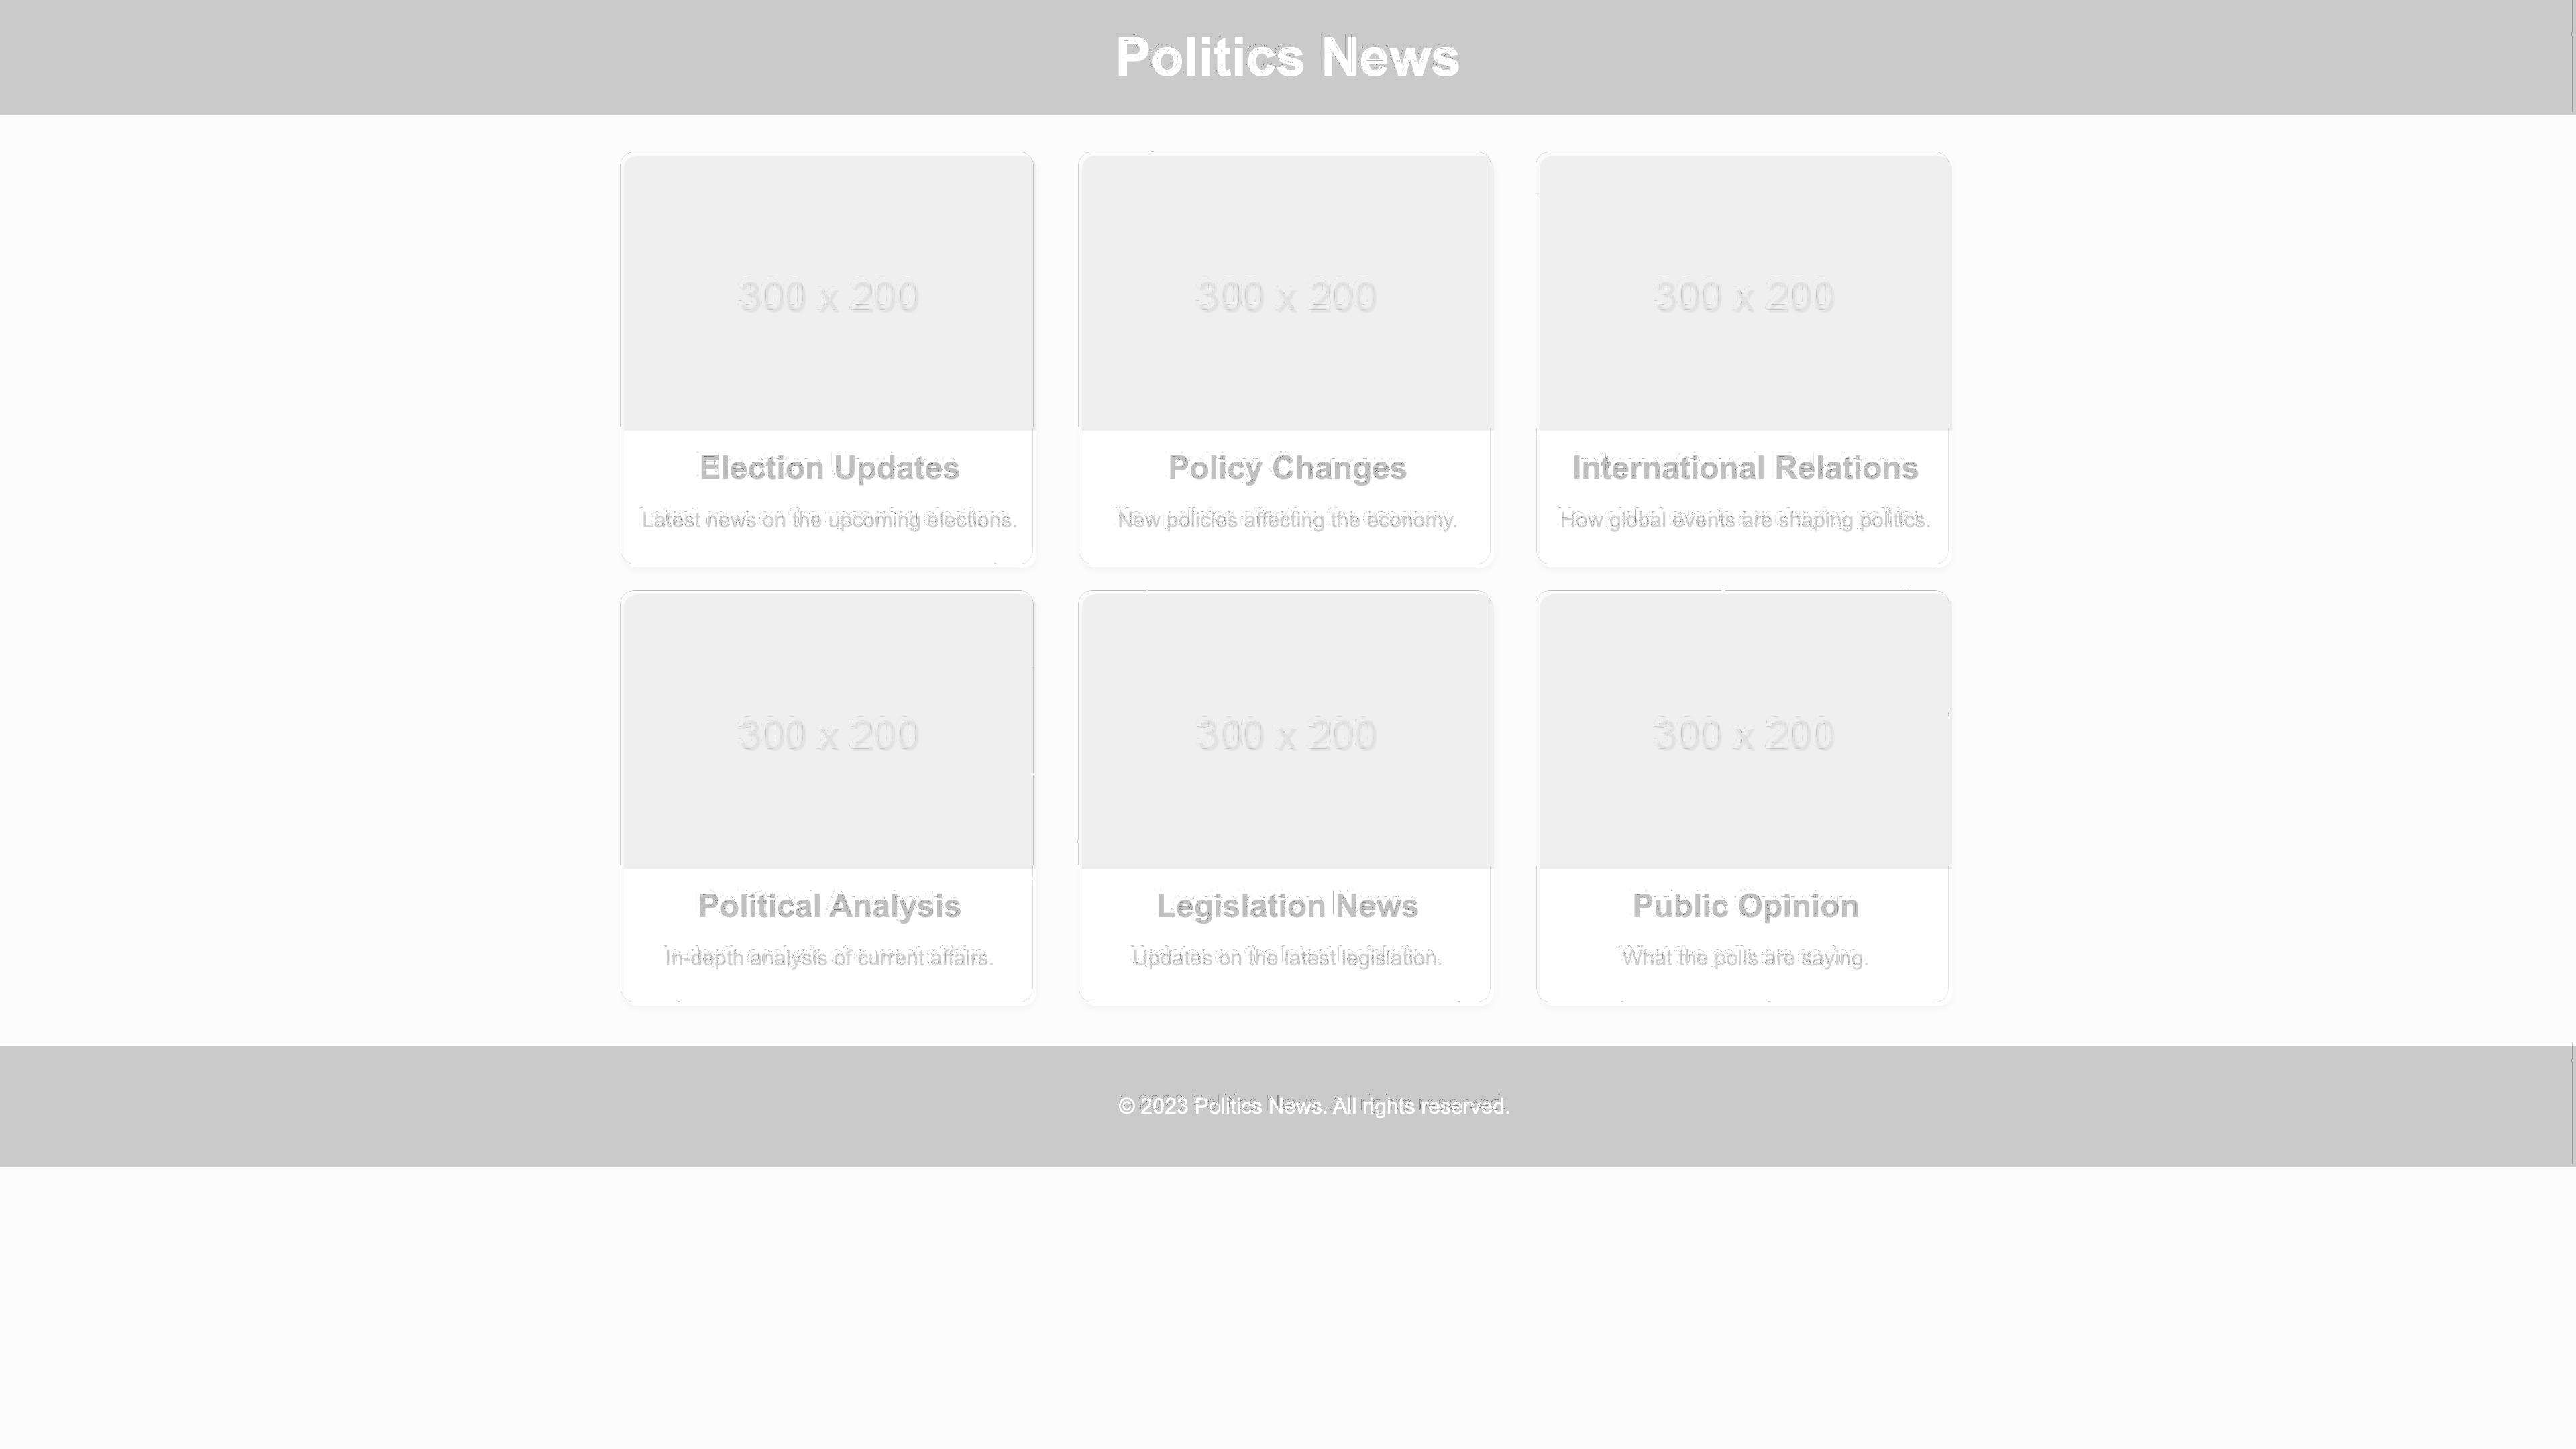 Politics News
300 x 200
300 x 200
300 x 200
Election Updates
Policy Changes
International Relations
Latest news on the upcoming elections.
New policies affecting the economy.
How global events are shaping politics.
300 x 200
300 x 200
300 x 200
Political Analysis
Legislation News
Public Opinion
In-depth analysis of current affairs.
Updates on the latest legislation.
What the polls are saying.
© 2023 Politics News. All rights reserved.